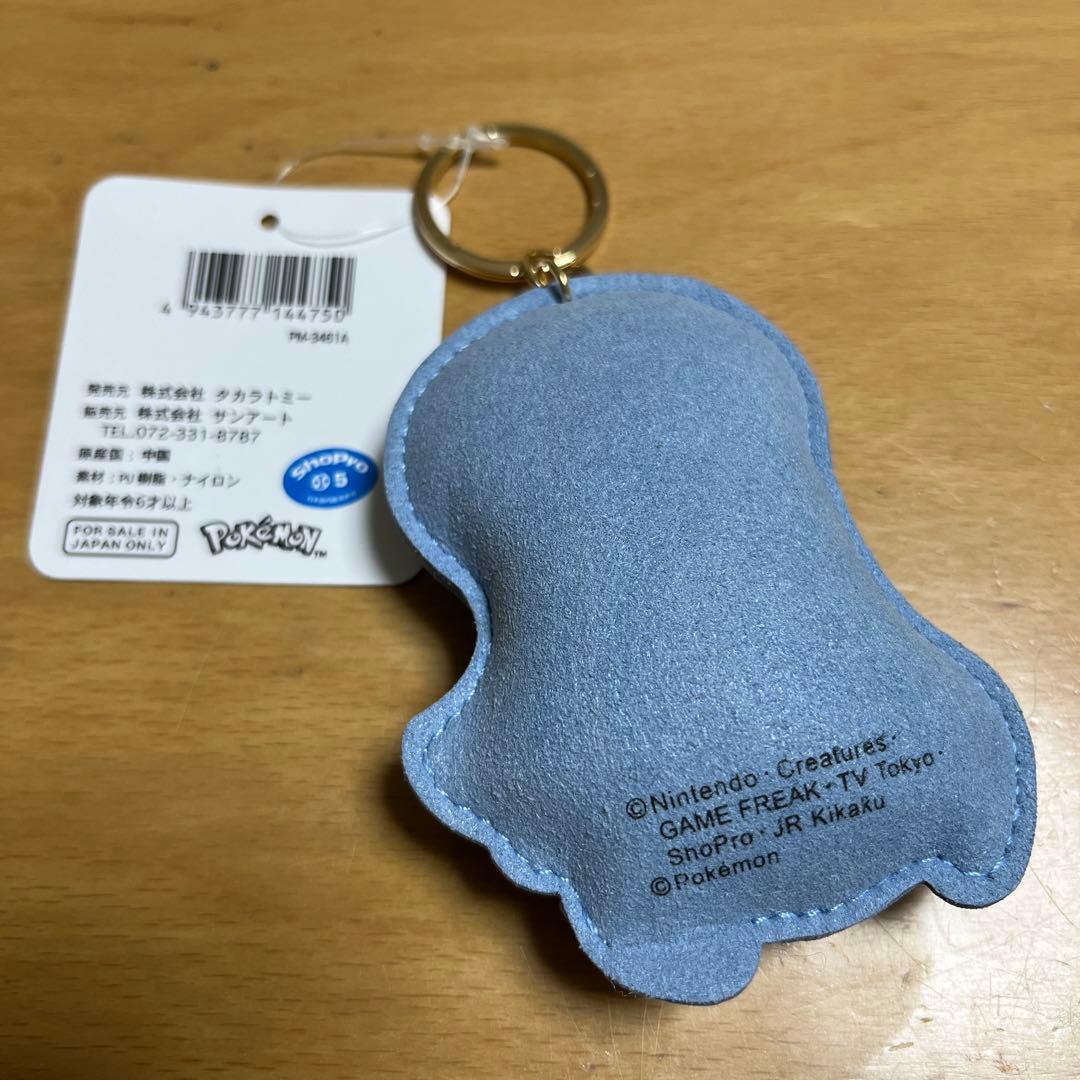 4 943777 144750
PM-3461A
発売元 株式会社 タカラトミー
販売元 株式会社 サンアート
TEL.072-331-8787
原産国：中国
素材：PU樹脂・ナイロン
対象年令6才以上
ShoPro
5
FOR SALE IN
JAPAN ONLY
POKéMON™
©Nintendo・Creatures・
GAME FREAK・TV Tokyo・
ShoPro・JR Kikaku
©Pokémon